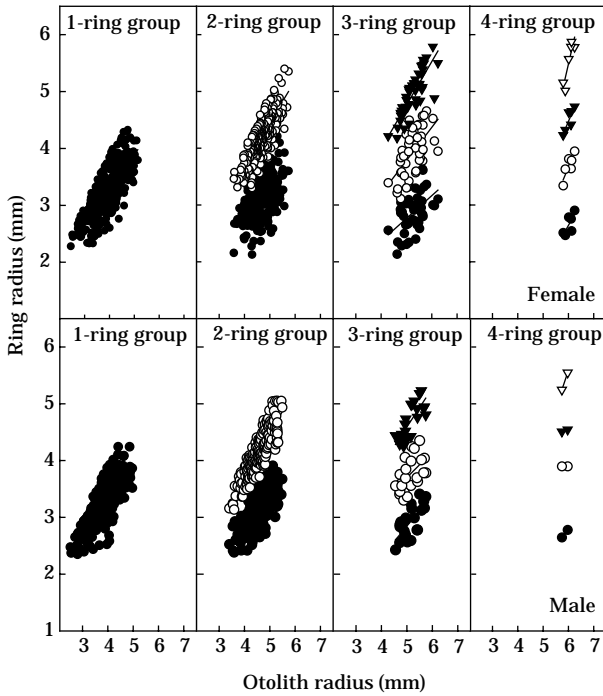 6
1-ring group 2-ring group 3-ring group 4-ring group
5
4
3
2
Female
Ring radius (mm)
1-ring group 2-ring group 3-ring group 4-ring group
5
4
3
2
Male
1
3 4 5 6 7 3 4 5 6 7 3 4 5 6 7 3 4 5 6 7
Otolith radius (mm)